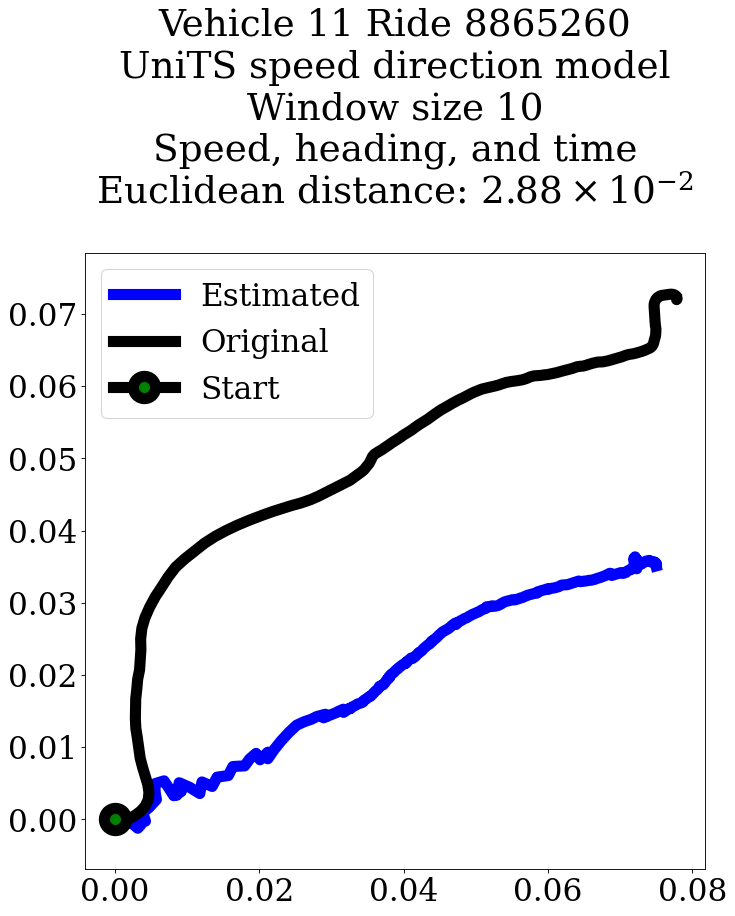 Vehicle 11 Ride 8865260
UniTS speed direction model
Window size 10
Speed, heading, and time
Euclidean distance: 2.88 × 10⁻²
Estimated
Original
Start
0.07
0.06
0.05
0.04
0.03
0.02
0.01
0.00
0.00 0.02 0.04 0.06 0.08